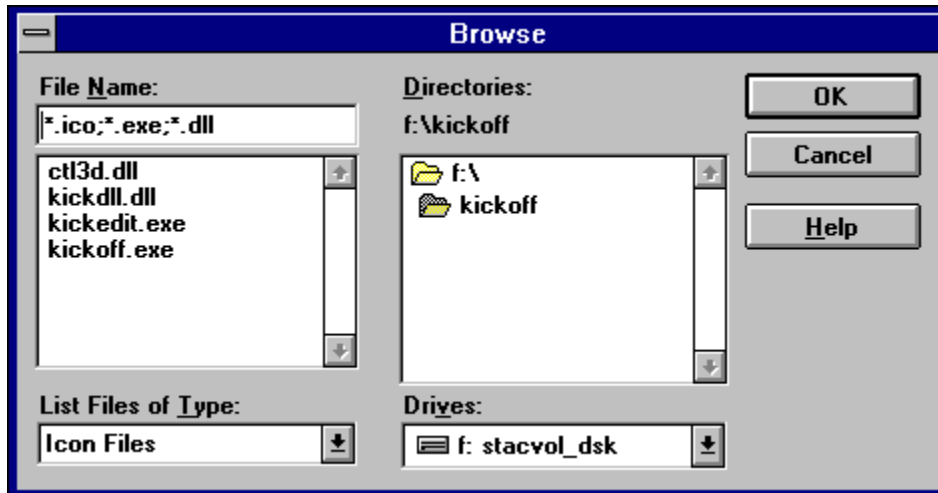 Browse
File Name:
*.ico;*.exe;*.dll
ctl3d.dll
kickdll.dll
kickedit.exe
kickoff.exe
List Files of Type:
Icon Files
Directories:
f:\kickoff
f:\
kickoff
Drives:
f: stacvol_dsk
OK
Cancel
Help